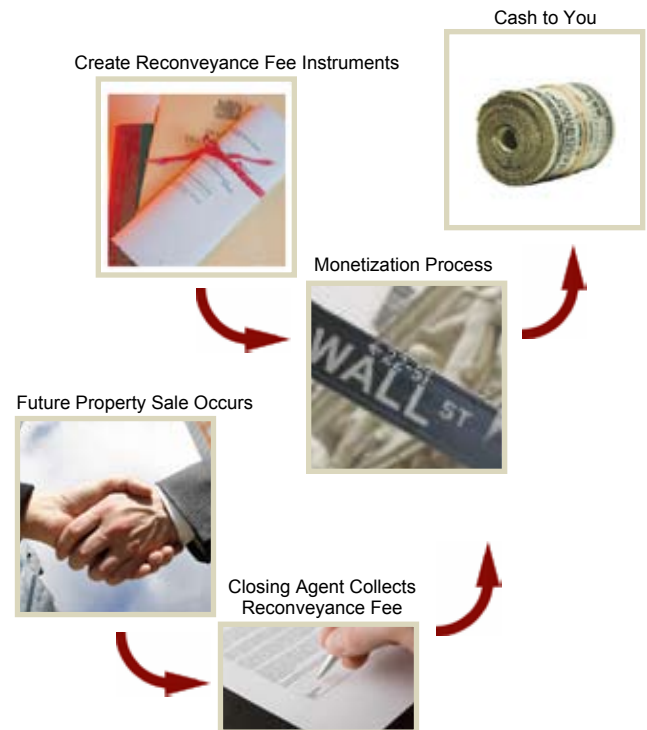 Cash to You
Create Reconveyance Fee Instruments
Monetization Process
WALL ST
Future Property Sale Occurs
Closing Agent Collects
Reconveyance Fee